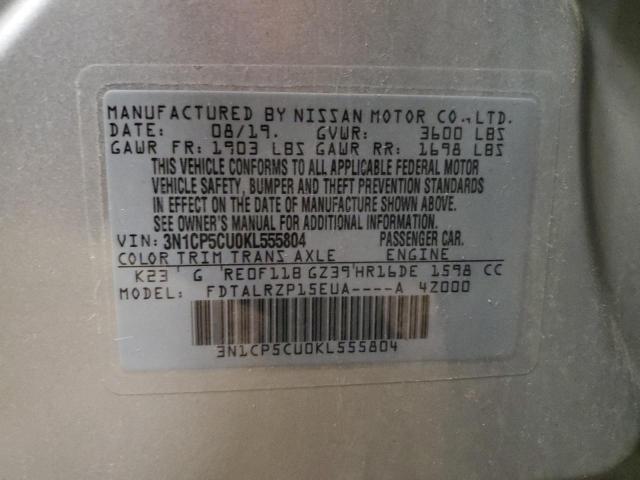 MANUFACTURED BY NISSAN MOTOR CO., LTD.
DATE: 08/19. GVWR: 3600 LBS
GAWR FR: 1903 LBS GAWR RR: 1698 LBS
THIS VEHICLE CONFORMS TO ALL APPLICABLE FEDERAL MOTOR
VEHICLE SAFETY, BUMPER AND THEFT PREVENTION STANDARDS
IN EFFECT ON THE DATE OF MANUFACTURE SHOWN ABOVE.
SEE OWNER'S MANUAL FOR ADDITIONAL INFORMATION.
VIN: 3N1CP5CU0KL555804 PASSENGER CAR.
COLOR TRIM TRANS AXLE ENGINE
K23 G RE0F11B GZ39 HR16DE 1598 CC
MODEL: FDTALRZP15EUA----A 4Z000
3N1CP5CU0KL555804